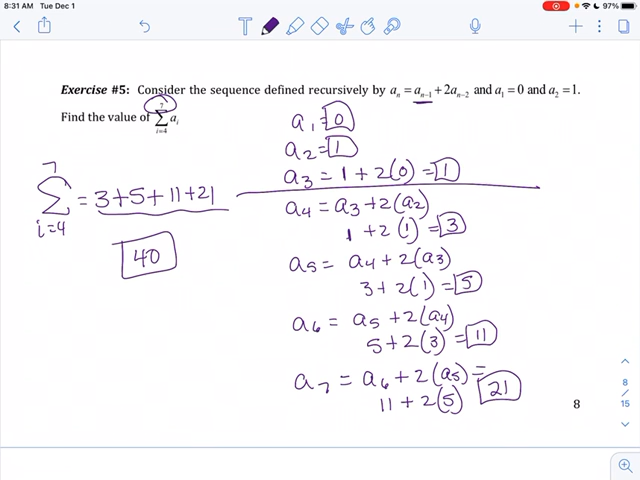 8:31 AM Tue Dec 1
97%
Exercise #5: Consider the sequence defined recursively by aₙ = aₙ₋₁ + 2aₙ₋₂ and a₁ = 0 and a₂ = 1.
Find the value of ∑ᵢ₌₄⁷ aᵢ
a₁ = 0
a₂ = 1
a₃ = 1 + 2(0) = 1
∑ᵢ₌₄⁷ = 3+5+11+21
40
a₄ = a₃ + 2(a₂)
1 + 2(1) = 3
a₅ = a₄ + 2(a₃)
3 + 2(1) = 5
a₆ = a₅ + 2(a₄)
5 + 2(3) = 11
a₇ = a₆ + 2(a₅) =
11 + 2(5) 21
8
8
/
15